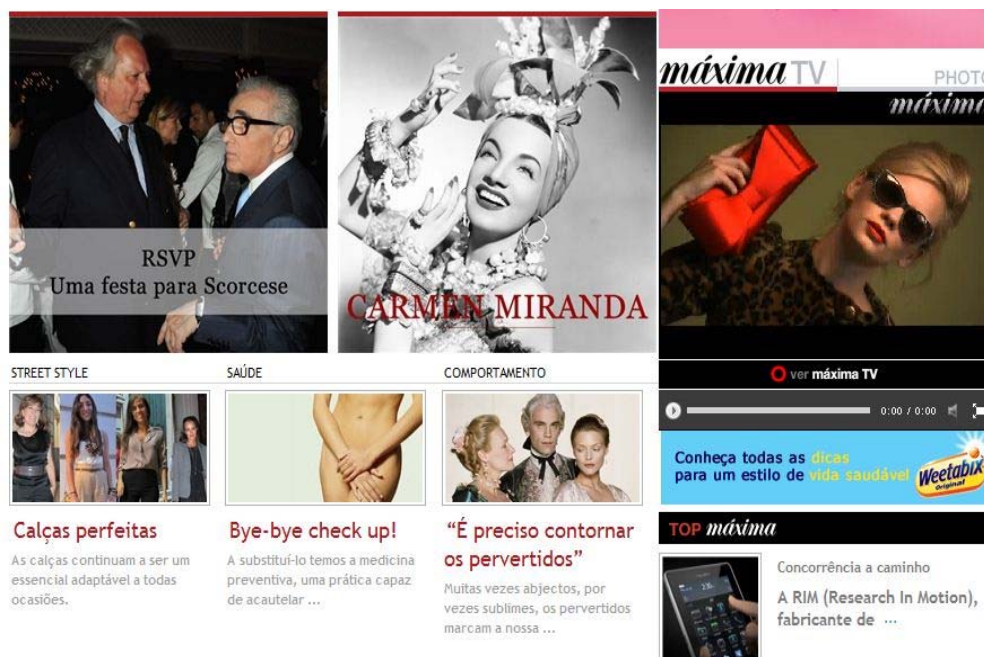 RSVP
Uma festa para Scorcese
CARMEN MIRANDA
máxima TV
PHOTO
máxima
ver máxima TV
0:00 / 0:00
STREET STYLE
Calças perfeitas
As calças continuam a ser um
essencial adaptável a todas
ocasiões.
SAÚDE
Bye-bye check up!
A substituí-lo temos a medicina
preventiva, uma prática capaz
de acautelar ...
COMPORTAMENTO
“É preciso contornar
os pervertidos”
Muitas vezes abjectos, por
vezes sublimes, os pervertidos
marcam a nossa ...
Conheça todas as dicas
para um estilo de vida saudável
Weetabix
Original
TOP máxima
Concorrência a caminho
A RIM (Research In Motion),
fabricante de ...